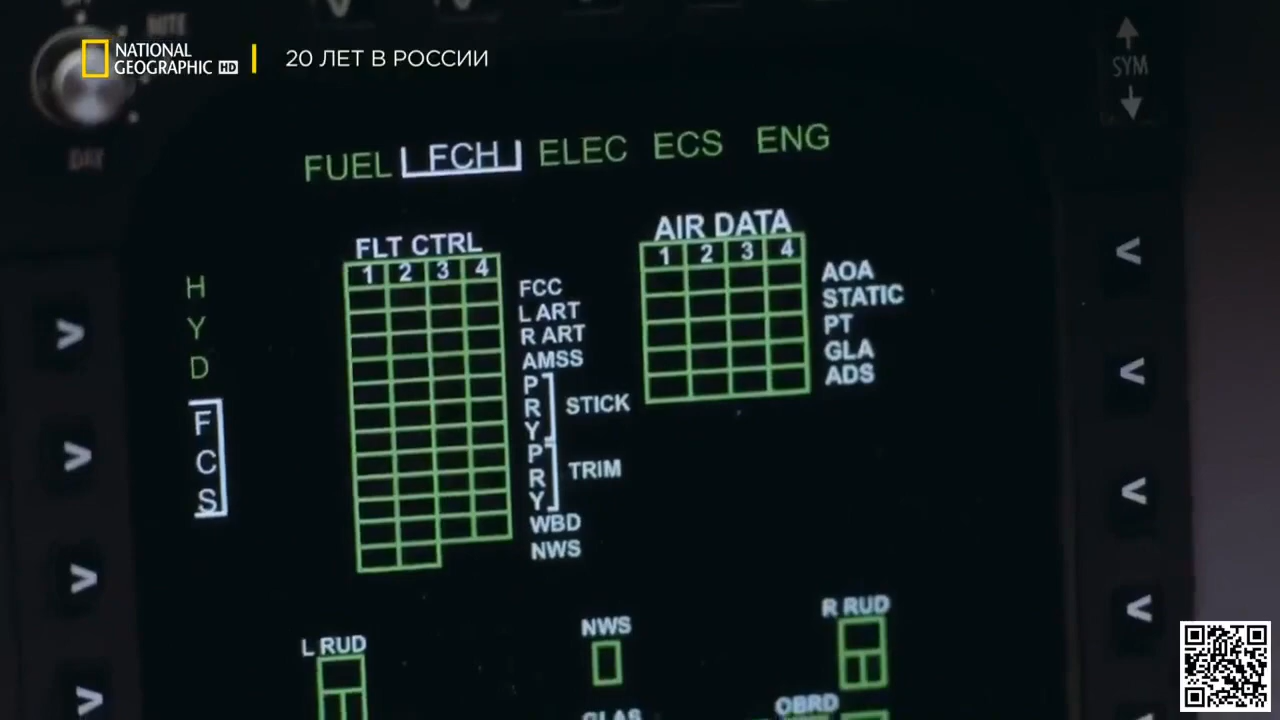 NATIONAL
GEOGRAPHIC HD
20 ЛЕТ В РОССИИ
NITE
DAY
SYM
FUEL FCH ELEC ECS ENG
FLT CTRL
1 2 3 4
FCC
L ART
R ART
AMSS
P
R
Y
STICK
P
R
Y
TRIM
WBD
NWS
AIR DATA
1 2 3 4
AOA
STATIC
PT
GLA
ADS
H
Y
D
F
C
S
L RUD
NWS
R RUD
OBRD